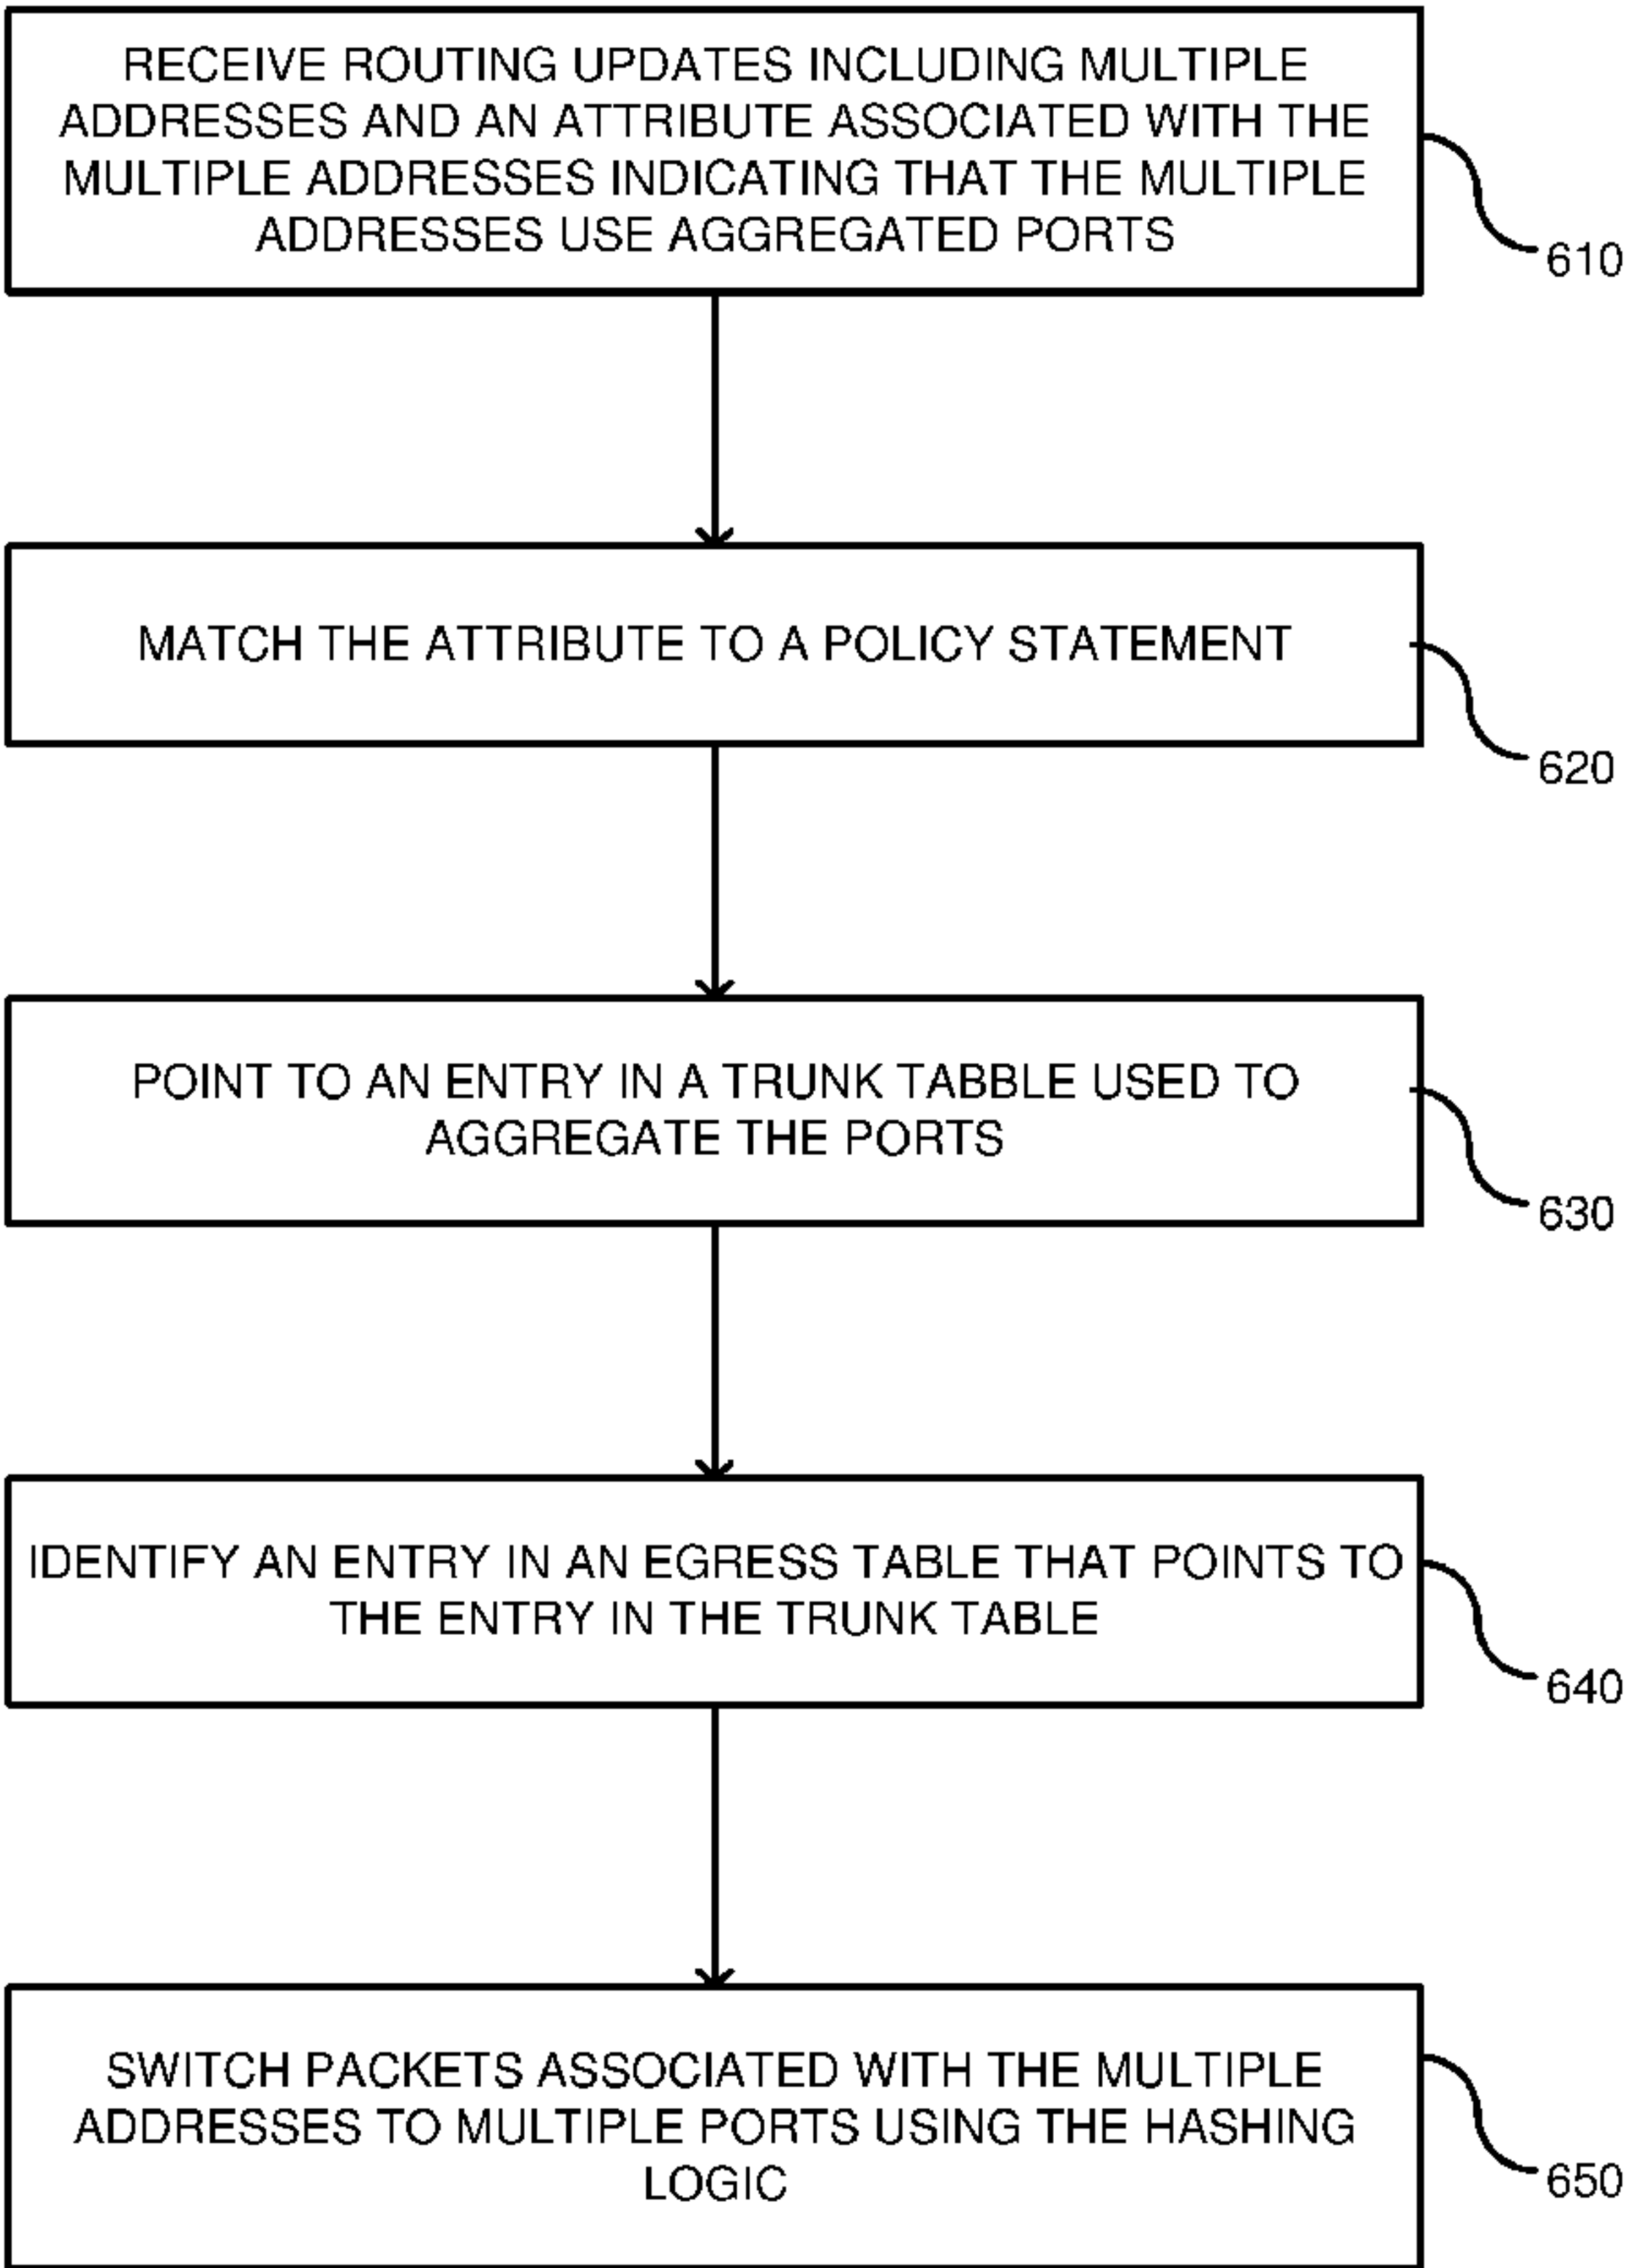 RECEIVE ROUTING UPDATES INCLUDING MULTIPLE
ADDRESSES AND AN ATTRIBUTE ASSOCIATED WITH THE
MULTIPLE ADDRESSES INDICATING THAT THE MULTIPLE
ADDRESSES USE AGGREGATED PORTS
610
MATCH THE ATTRIBUTE TO A POLICY STATEMENT
620
POINT TO AN ENTRY IN A TRUNK TABBLE USED TO
AGGREGATE THE PORTS
630
IDENTIFY AN ENTRY IN AN EGRESS TABLE THAT POINTS TO
THE ENTRY IN THE TRUNK TABLE
640
SWITCH PACKETS ASSOCIATED WITH THE MULTIPLE
ADDRESSES TO MULTIPLE PORTS USING THE HASHING
LOGIC
650